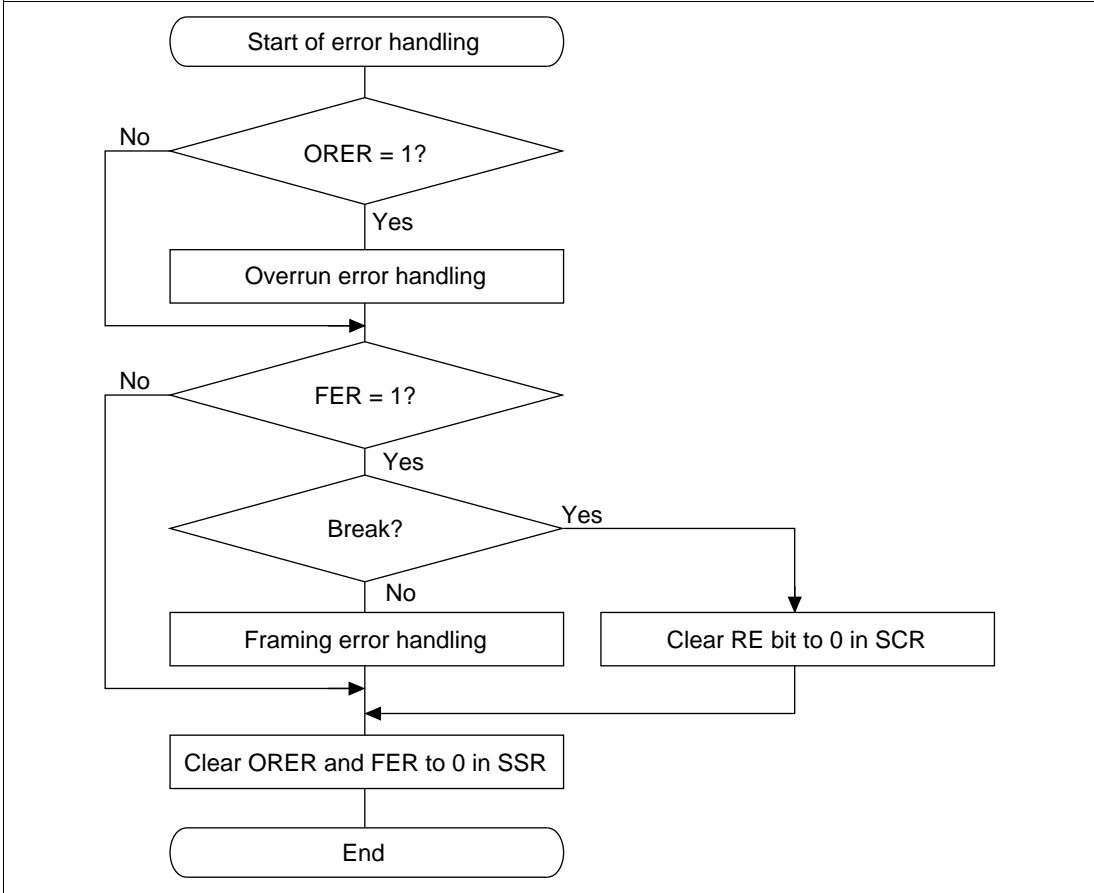 Start of error handling
No
ORER = 1?
Yes
Overrun error handling
No
FER = 1?
Yes
Break?
Yes
No
Framing error handling
Clear RE bit to 0 in SCR
Clear ORER and FER to 0 in SSR
End